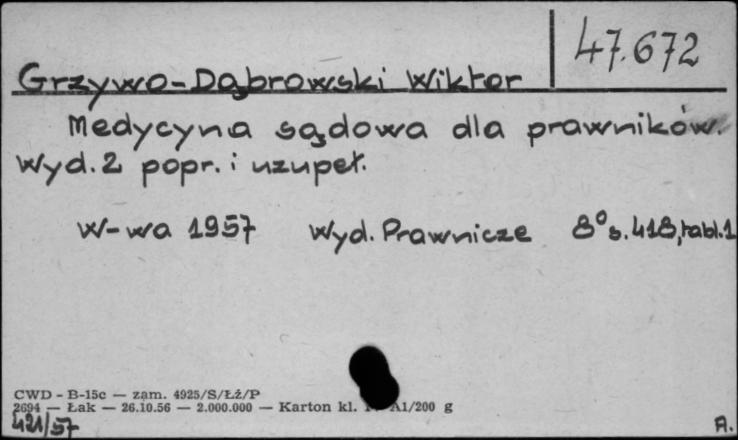 47.672
Grzywo-Dąbrowski Wiktor
Medycyna sądowa dla prawników.
Wyd. 2 popr. i uzupeł.
W-wa 1957 Wyd. Prawnicze 8° s. 418, tabl. 1
CWD - B-15c — zam. 4925/S/Łź/P
2694 — Łak — 26.10.56 — 2.000.000 — Karton kl. A1/200 g
421/57
A.